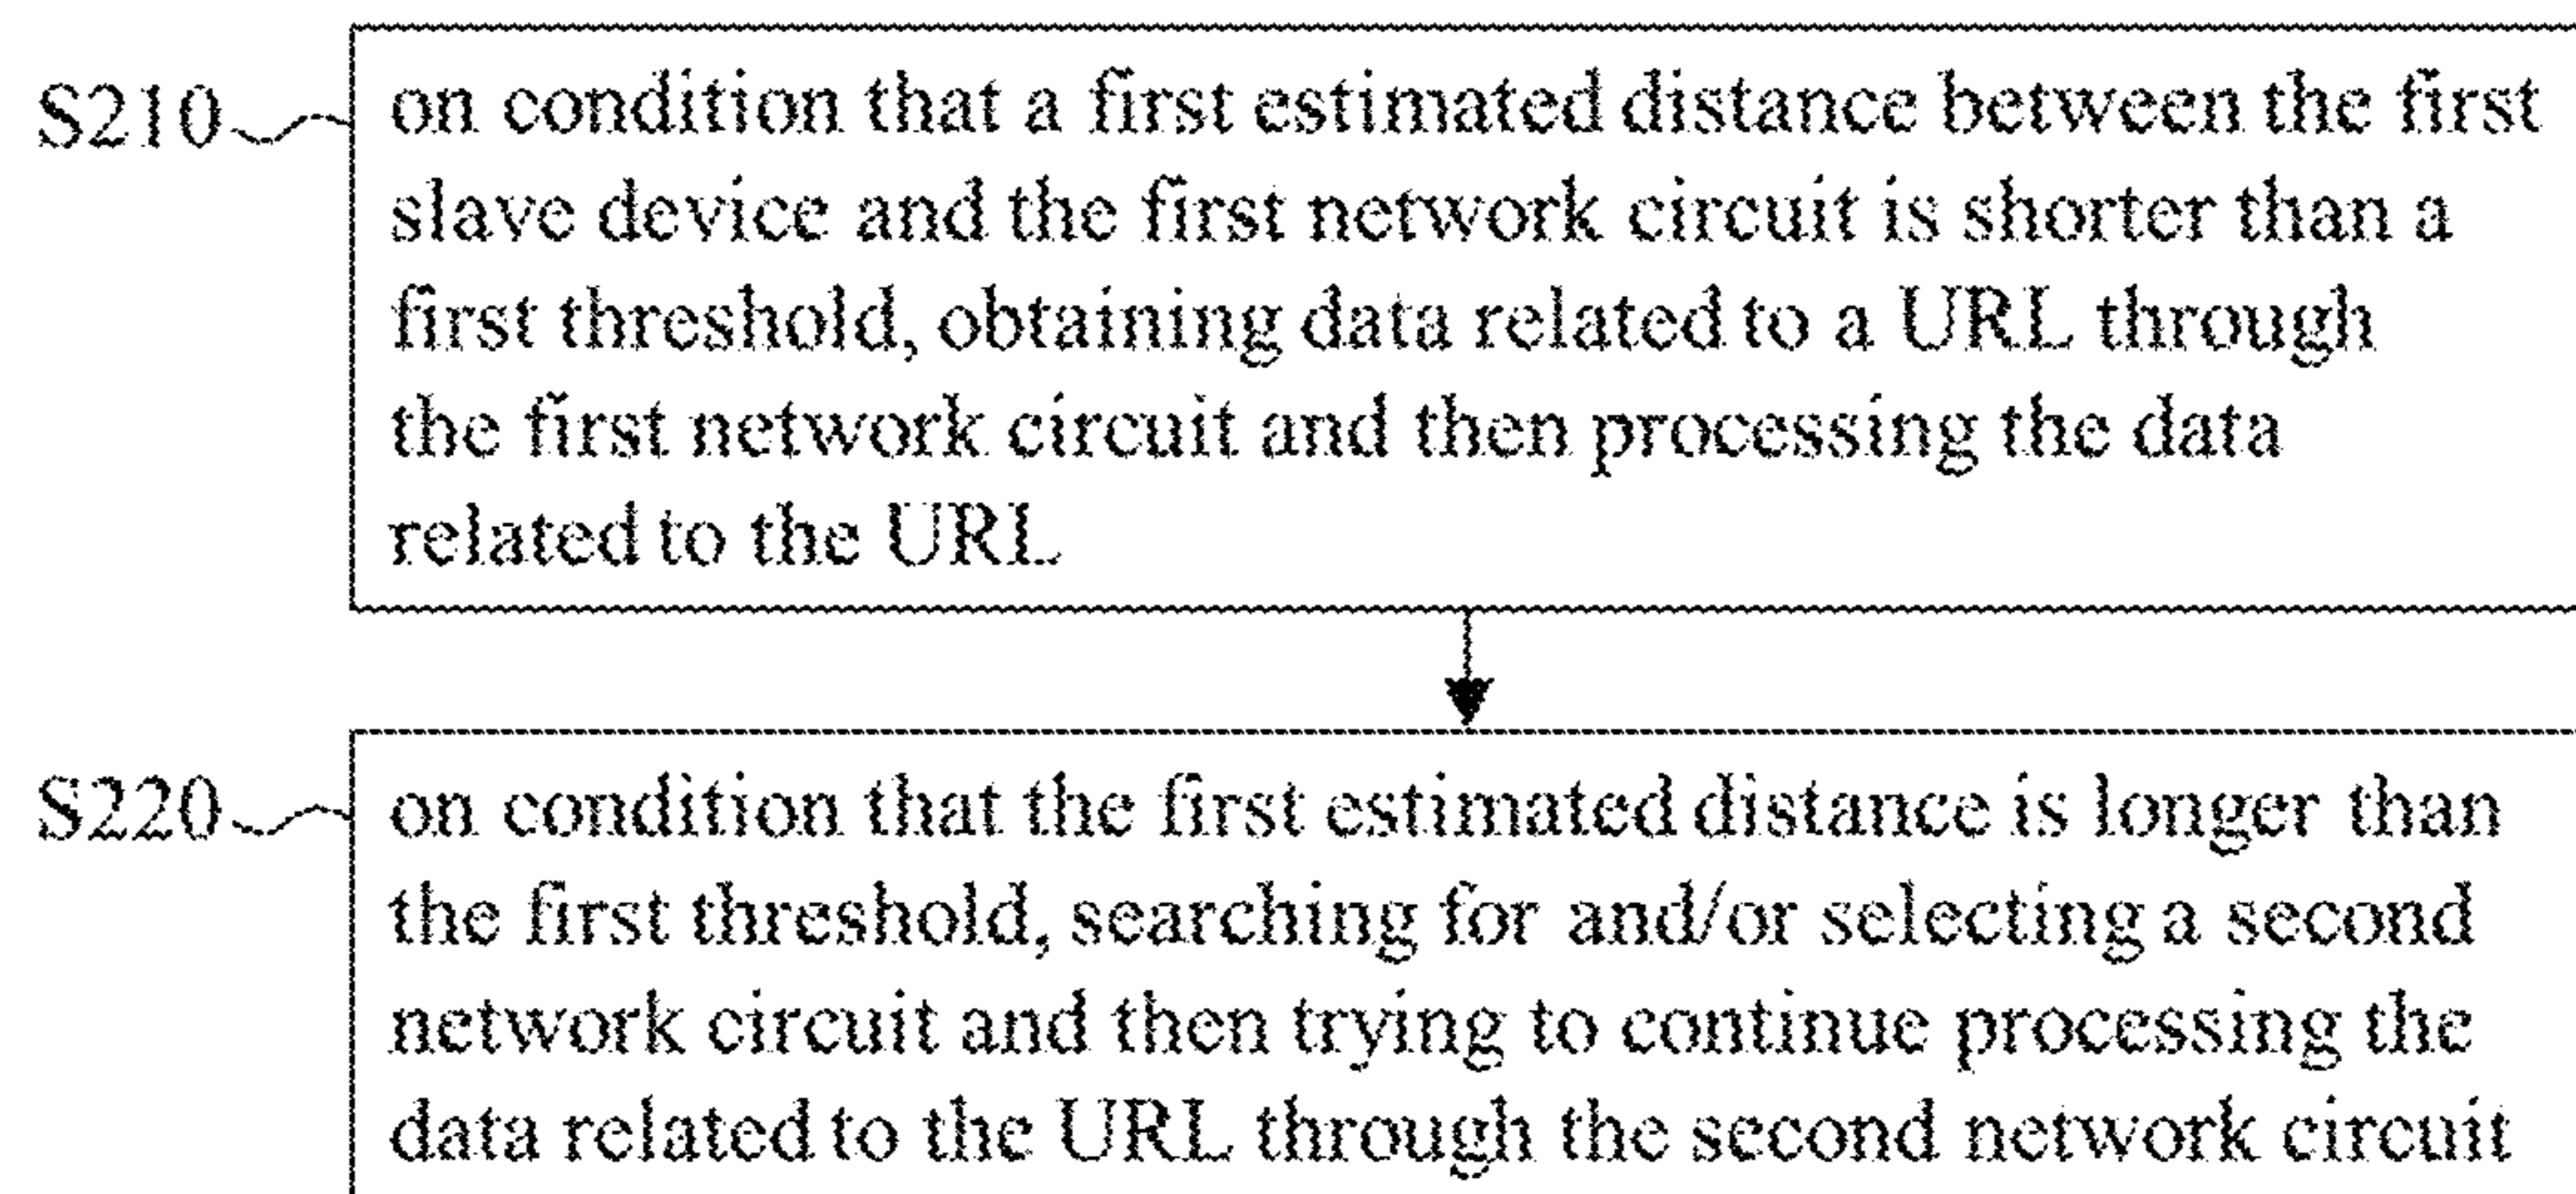 S210
on condition that a first estimated distance between the first
slave device and the first network circuit is shorter than a
first threshold, obtaining data related to a URL through
the first network circuit and then processing the data
related to the URL
S220
on condition that the first estimated distance is longer than
the first threshold, searching for and/or selecting a second
network circuit and then trying to continue processing the
data related to the URL through the second network circuit